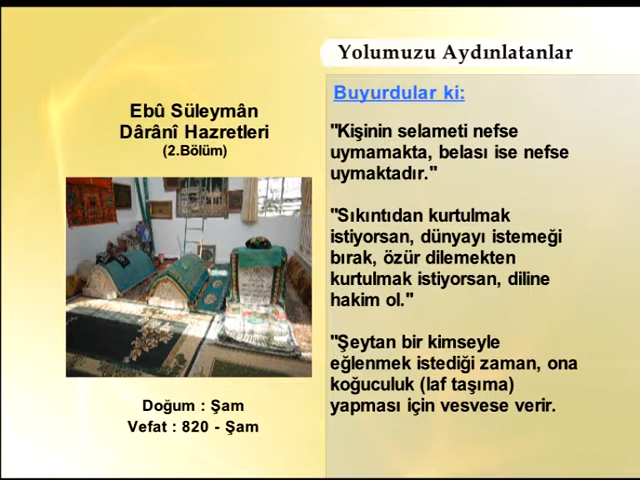 Yolumuzu Aydınlatanlar
Ebû Süleymân
Dârânî Hazretleri
(2.Bölüm)
Doğum : Şam
Vefat : 820 - Şam
Buyurdular ki:
"Kişinin selameti nefse
uymamakta, belası ise nefse
uymaktadır."
"Sıkıntıdan kurtulmak
istiyorsan, dünyayı istemeği
bırak, özür dilemekten
kurtulmak istiyorsan, diline
hakim ol."
"Şeytan bir kimseyle
eğlenmek istediği zaman, ona
koğuculuk (laf taşıma)
yapması için vesvese verir.